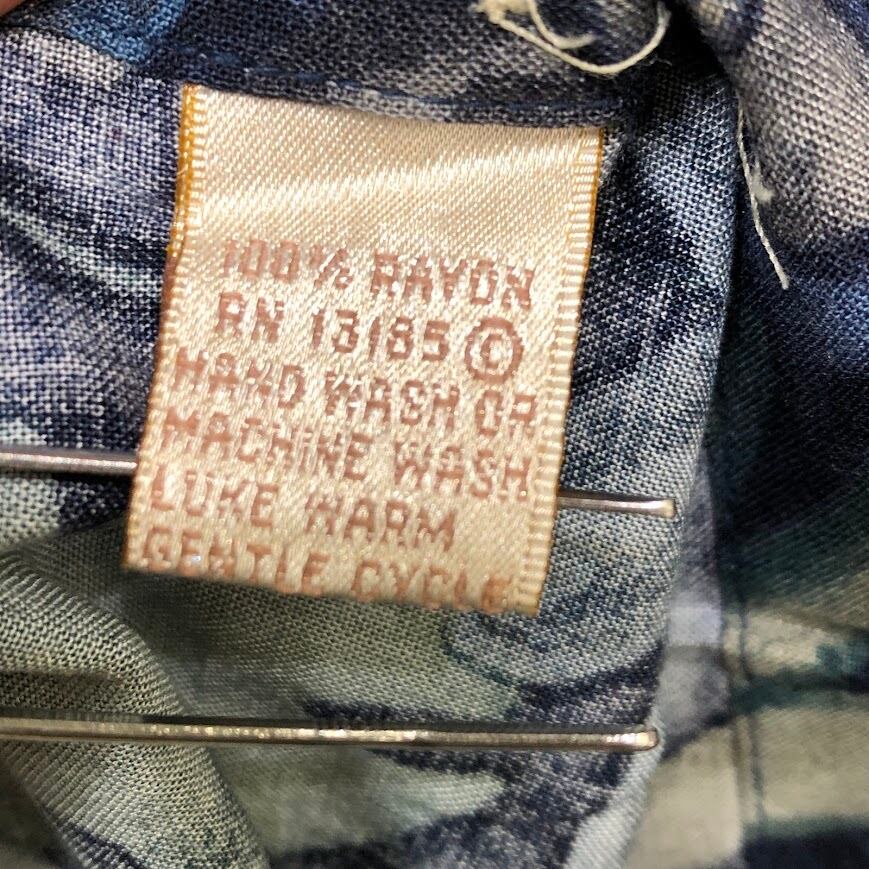 100% RAYON
RN 13185 ©
HAND WASH OR
MACHINE WASH
LUKE WARM
GENTLE CYCLE